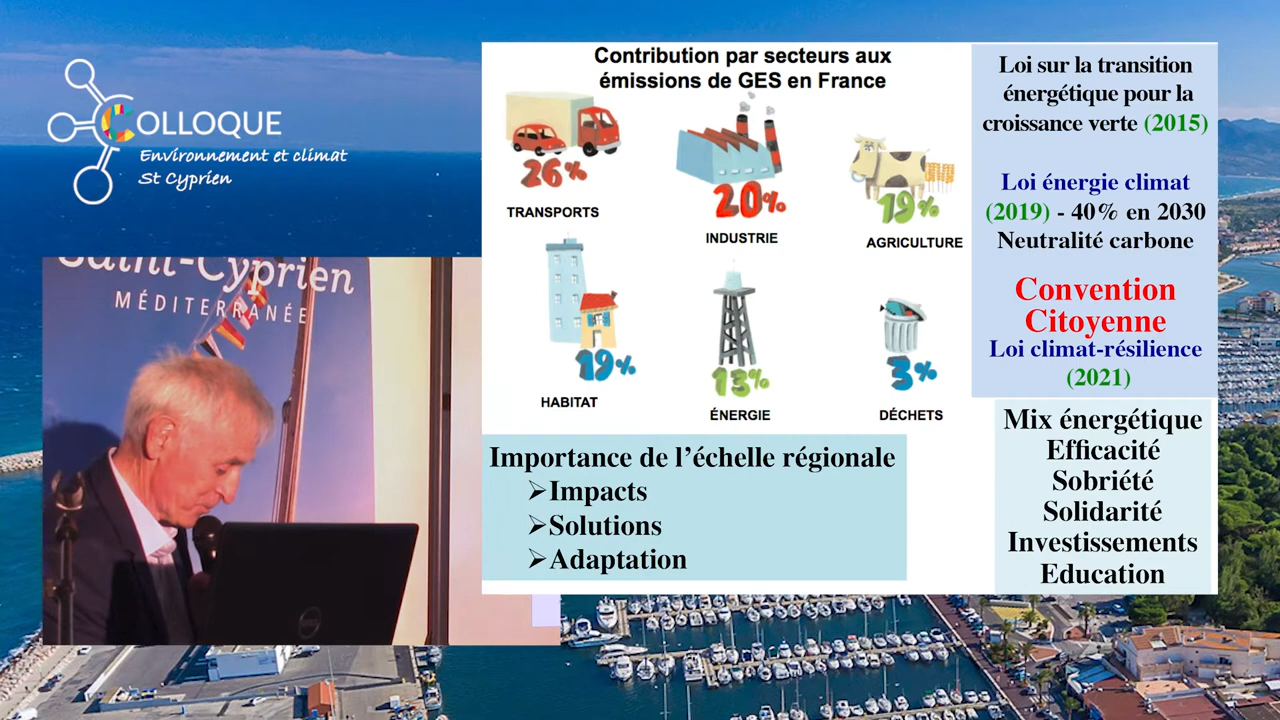 COLLOQUE
Environnement et climat
St Cyprien
Saint-Cyprien
MÉDITERRANÉE
DELL
Contribution par secteurs aux
émissions de GES en France
26%
TRANSPORTS
20%
INDUSTRIE
19%
AGRICULTURE
19%
HABITAT
13%
ÉNERGIE
3%
DÉCHETS
Importance de l'échelle régionale
➢Impacts
➢Solutions
➢Adaptation
Loi sur la transition
énergétique pour la
croissance verte (2015)
Loi énergie climat
(2019) - 40% en 2030
Neutralité carbone
Convention
Citoyenne
Loi climat-résilience
(2021)
Mix énergétique
Efficacité
Sobriété
Solidarité
Investissements
Education